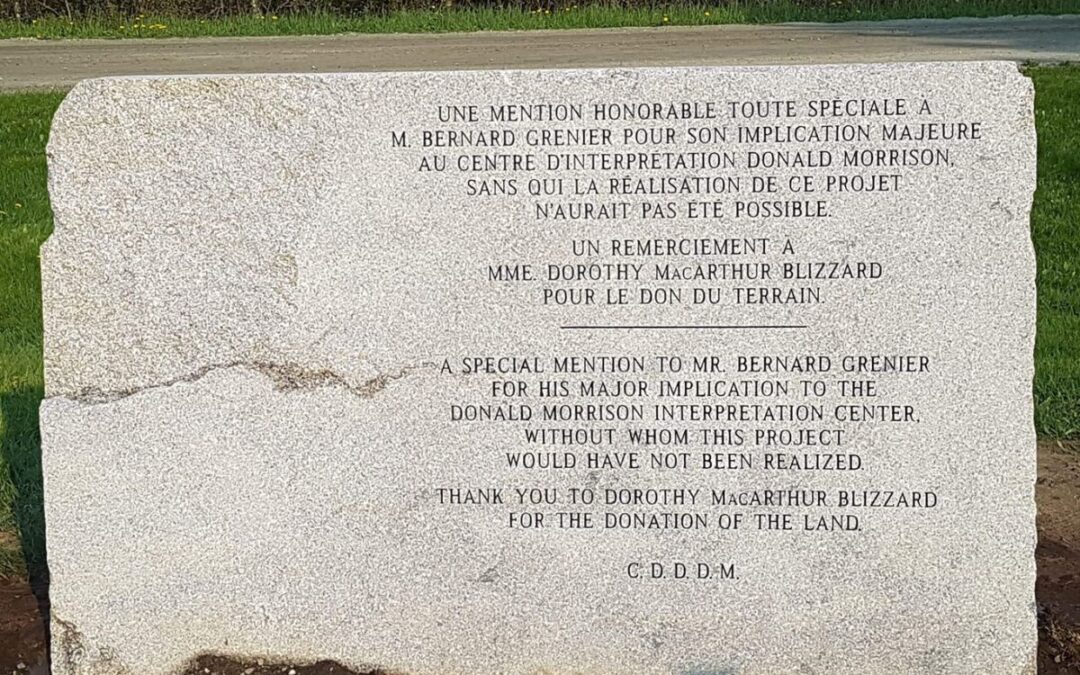 UNE MENTION HONORABLE TOUTE SPÉCIALE À
M. BERNARD GRENIER POUR SON IMPLICATION MAJEURE
AU CENTRE D'INTERPRÉTATION DONALD MORRISON,
SANS QUI LA RÉALISATION DE CE PROJET
N'AURAIT PAS ÉTÉ POSSIBLE.
UN REMERCIEMENT À
MME. DOROTHY MacARTHUR BLIZZARD
POUR LE DON DU TERRAIN.
A SPECIAL MENTION TO MR. BERNARD GRENIER
FOR HIS MAJOR IMPLICATION TO THE
DONALD MORRISON INTERPRETATION CENTER,
WITHOUT WHOM THIS PROJECT
WOULD HAVE NOT BEEN REALIZED.
THANK YOU TO DOROTHY MacARTHUR BLIZZARD
FOR THE DONATION OF THE LAND.
C. D. D. D. M.